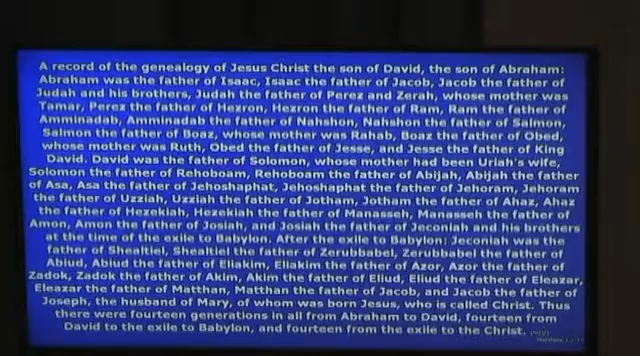 A record of the genealogy of Jesus Christ the son of David, the son of Abraham:
Abraham was the father of Isaac, Isaac the father of Jacob, Jacob the father of
Judah and his brothers, Judah the father of Perez and Zerah, whose mother was
Tamar, Perez the father of Hezron, Hezron the father of Ram, Ram the father of
Amminadab, Amminadab the father of Nahshon, Nahshon the father of Salmon,
Salmon the father of Boaz, whose mother was Rahab, Boaz the father of Obed,
whose mother was Ruth, Obed the father of Jesse, and Jesse the father of King
David. David was the father of Solomon, whose mother had been Uriah's wife,
Solomon the father of Rehoboam, Rehoboam the father of Abijah, Abijah the father
of Asa, Asa the father of Jehoshaphat, Jehoshaphat the father of Jehoram, Jehoram
the father of Uzziah, Uzziah the father of Jotham, Jotham the father of Ahaz, Ahaz
the father of Hezekiah, Hezekiah the father of Manasseh, Manasseh the father of
Amon, Amon the father of Josiah, and Josiah the father of Jeconiah and his brothers
at the time of the exile to Babylon. After the exile to Babylon: Jeconiah was the
father of Shealtiel, Shealtiel the father of Zerubbabel, Zerubbabel the father of
Abiud, Abiud the father of Eliakim, Eliakim the father of Azor, Azor the father of
Zadok, Zadok the father of Akim, Akim the father of Eliud, Eliud the father of Eleazar,
Eleazar the father of Matthan, Matthan the father of Jacob, and Jacob the father of
Joseph, the husband of Mary, of whom was born Jesus, who is called Christ. Thus
there were fourteen generations in all from Abraham to David, fourteen from
David to the exile to Babylon, and fourteen from the exile to the Christ.